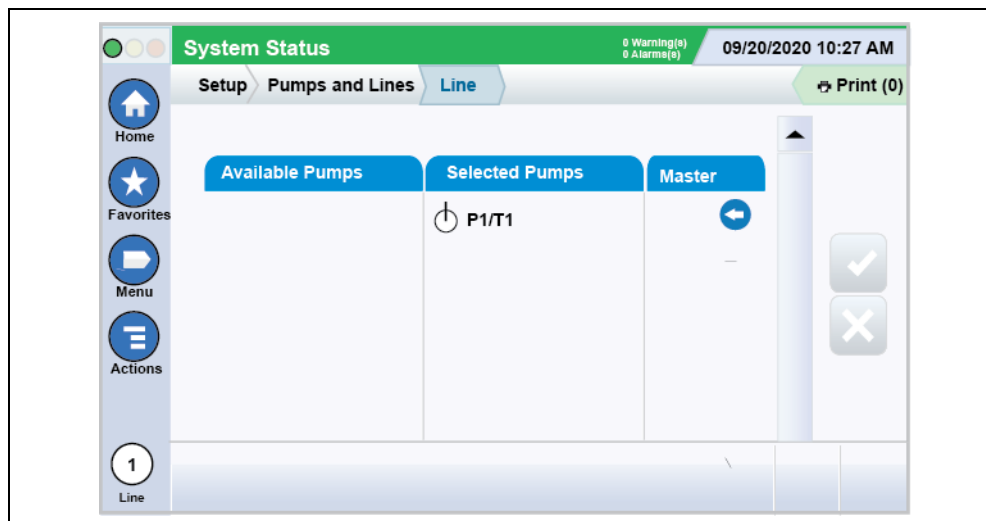 System Status
0 Warning(s)
0 Alarms(s)
09/20/2020 10:27 AM
Setup Pumps and Lines Line
Print (0)
Home
Favorites
Menu
Actions
Available Pumps Selected Pumps Master
P1/T1
1
Line